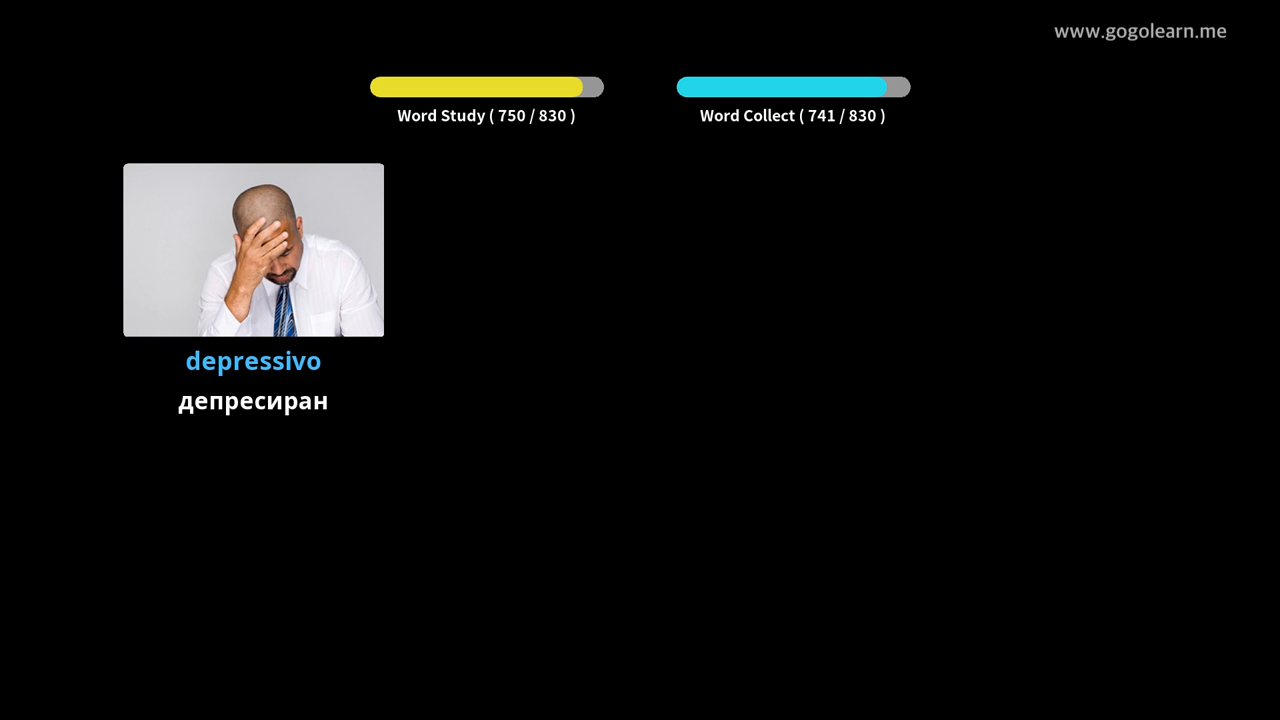 www.gogolearn.me
Word Study ( 750 / 830 )
Word Collect ( 741 / 830 )
depressivo
депресиран